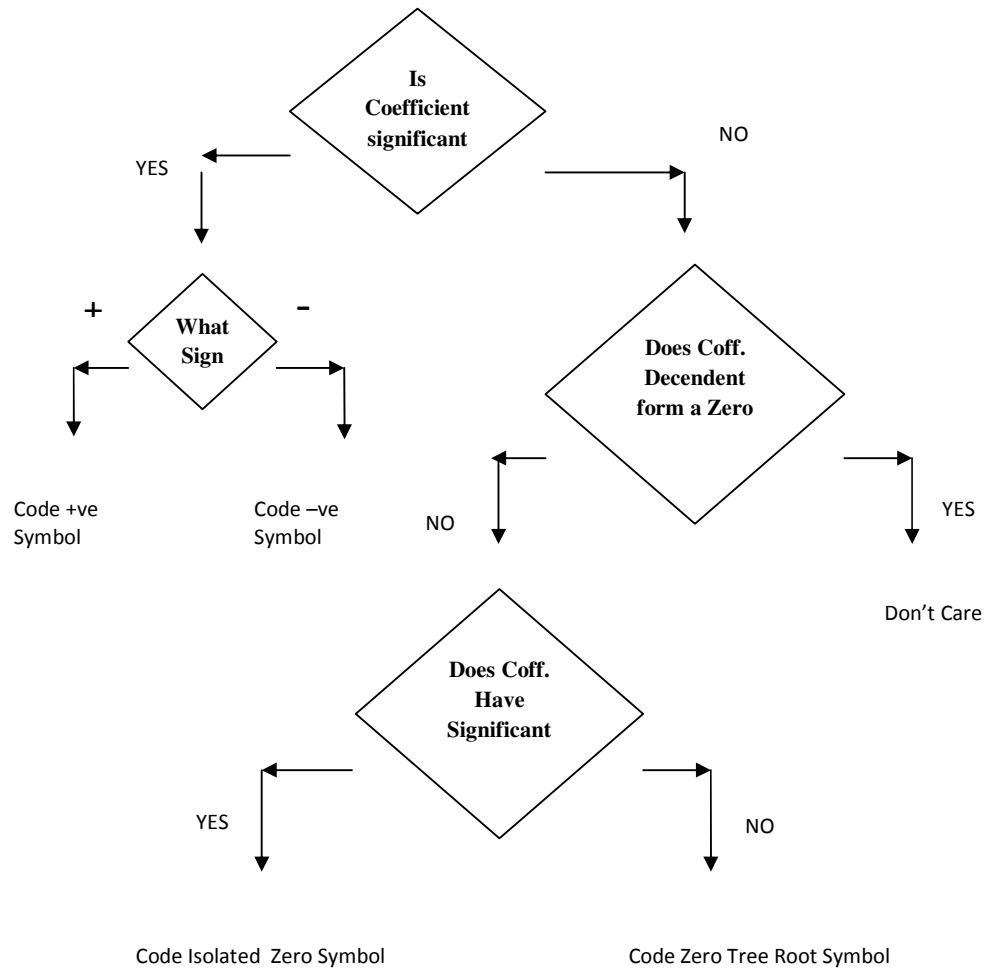 Is
Coefficient
significant
NO
YES
+
-
What
Sign
Does Coff.
Decendent
form a Zero
Code +ve
Symbol
Code –ve
Symbol
NO
YES
Don’t Care
Does Coff.
Have
Significant
YES
NO
Code Isolated Zero Symbol
Code Zero Tree Root Symbol